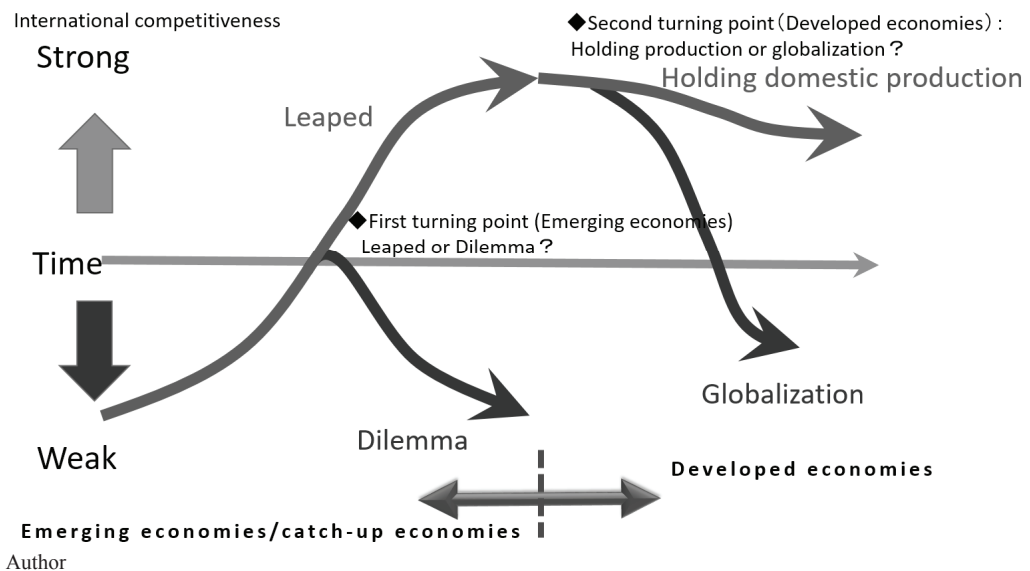 International competitiveness
Strong
◆Second turning point（Developed economies）:
Holding production or globalization？
Holding domestic production
Leaped
◆First turning point (Emerging economies)
Leaped or Dilemma？
Time
Globalization
Dilemma
Weak
Developed economies
Emerging economies/catch-up economies
Author